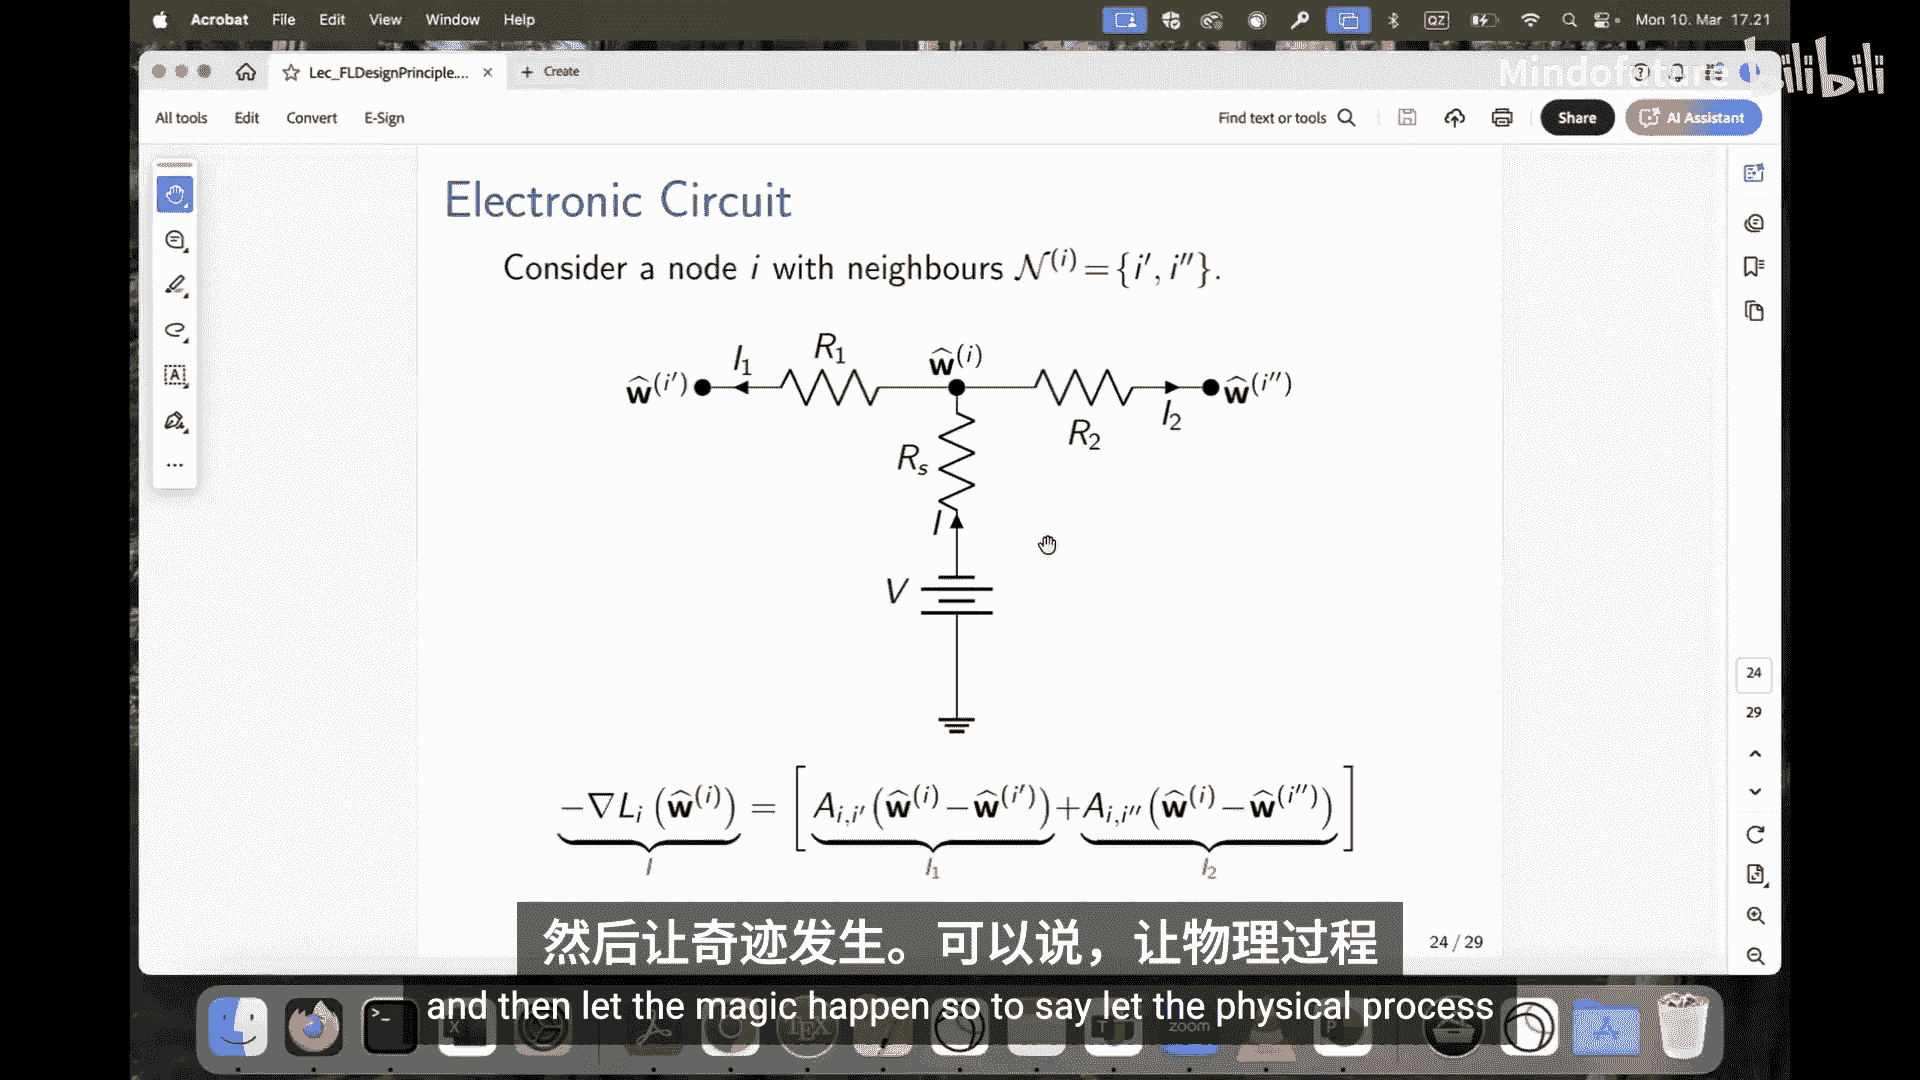 Acrobat File Edit View Window Help Mon 10. Mar 17.21
Lec_FLDesignPrinciple.... × + Create
Mindofuture bilibili
All tools Edit Convert E-Sign Find text or tools Share AI Assistant
Electronic Circuit
Consider a node i with neighbours 𝒩^(i) = {i′, i″}.
I₁ R₁ ŵ^(i)
ŵ^(i′) ŵ^(i″)
R₂ I₂
R_s
I
V
24
29
−∇L_i (ŵ^(i)) = [A_{i,i′}(ŵ^(i) − ŵ^(i′)) + A_{i,i″}(ŵ^(i) − ŵ^(i″))]
I I₁ I₂
24 / 29
然后让奇迹发生。可以说，让物理过程
and then let the magic happen so to say let the physical process
zoom